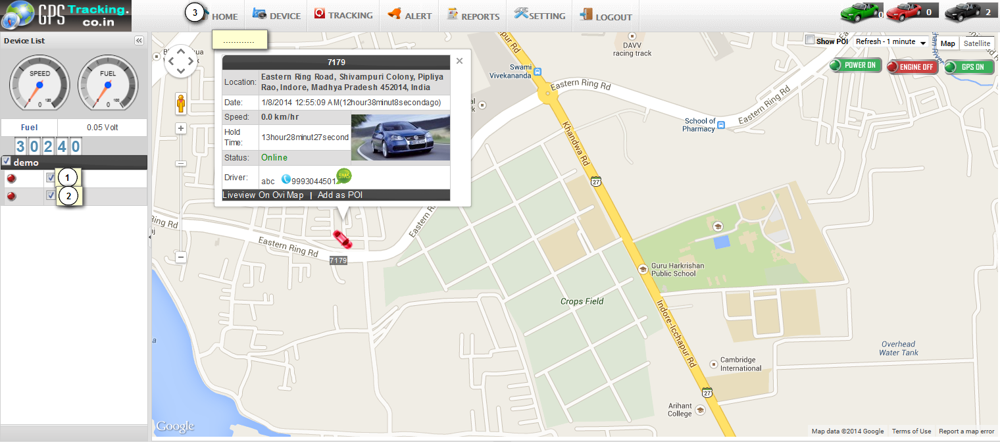 GPS Tracking.
co.in
3
HOME
DEVICE
TRACKING
ALERT
REPORTS
SETTING
LOGOUT
0
0
2
Device List
............
Show POI
Refresh - 1 minute
Map
Satellite
POWER ON
ENGINE OFF
GPS ON
SPEED
0
120
FUEL
0
100
Fuel
0.05 Volt
30240
demo
1
2
7179
Location:
Eastern Ring Road, Shivampuri Colony, Pipliya
Rao, Indore, Madhya Pradesh 452014, India
Date:
1/8/2014 12:55:09 AM(12hour38minut8secondago)
Speed:
0.0 km/hr
Hold
Time:
13hour28minut27second
Status:
Online
Driver:
abc
9993044501
SMS
Liveview On Ovi Map | Add as POI
7179
DAVV
racing track
Swami
Vivekananda
Eastern Ring Rd
School of
Pharmacy
Eastern Ring Rd
Khandwa Rd
27
Ring Rd
Eastern Ring Rd
Eastern R
Guru Harkrishan
Public School
Crops Field
Indore-Icchapur Rd
Overhead
Water Tank
Cambridge
International
27
Arihant
College
Google
Map data ©2014 Google
Terms of Use
Report a map error